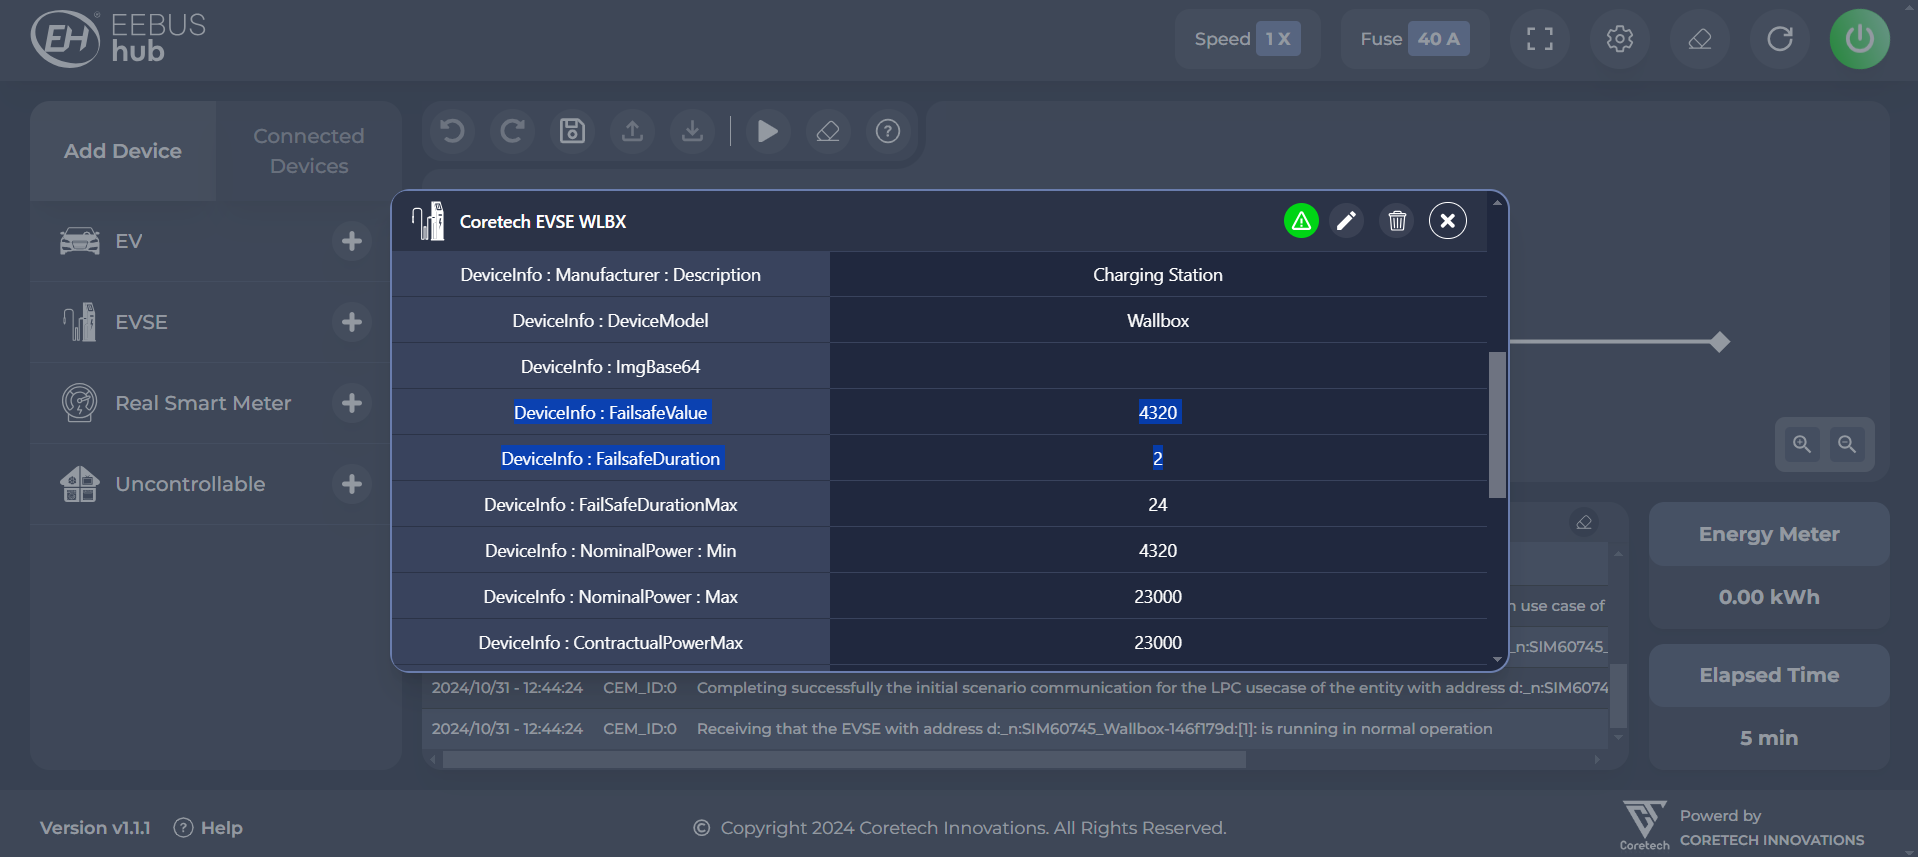 EH
EEBUS
hub
Speed 1 X
Fuse 40 A
Add Device
Connected
Devices
EV
EVSE
Real Smart Meter
Uncontrollable
Coretech EVSE WLBX
DeviceInfo : Manufacturer : Description Charging Station
DeviceInfo : DeviceModel Wallbox
DeviceInfo : ImgBase64
DeviceInfo : FailsafeValue 4320
DeviceInfo : FailsafeDuration 2
DeviceInfo : FailSafeDurationMax 24
DeviceInfo : NominalPower : Min 4320
DeviceInfo : NominalPower : Max 23000
DeviceInfo : ContractualPowerMax 23000
use case of
_n:SIM60745_
2024/10/31 - 12:44:24 CEM_ID:0 Completing successfully the initial scenario communication for the LPC usecase of the entity with address d:_n:SIM6074
2024/10/31 - 12:44:24 CEM_ID:0 Receiving that the EVSE with address d:_n:SIM60745_Wallbox-146f179d:[1]: is running in normal operation
Energy Meter
0.00 kWh
Elapsed Time
5 min
Version v1.1.1
? Help
© Copyright 2024 Coretech Innovations. All Rights Reserved.
Coretech
Powerd by
CORETECH INNOVATIONS